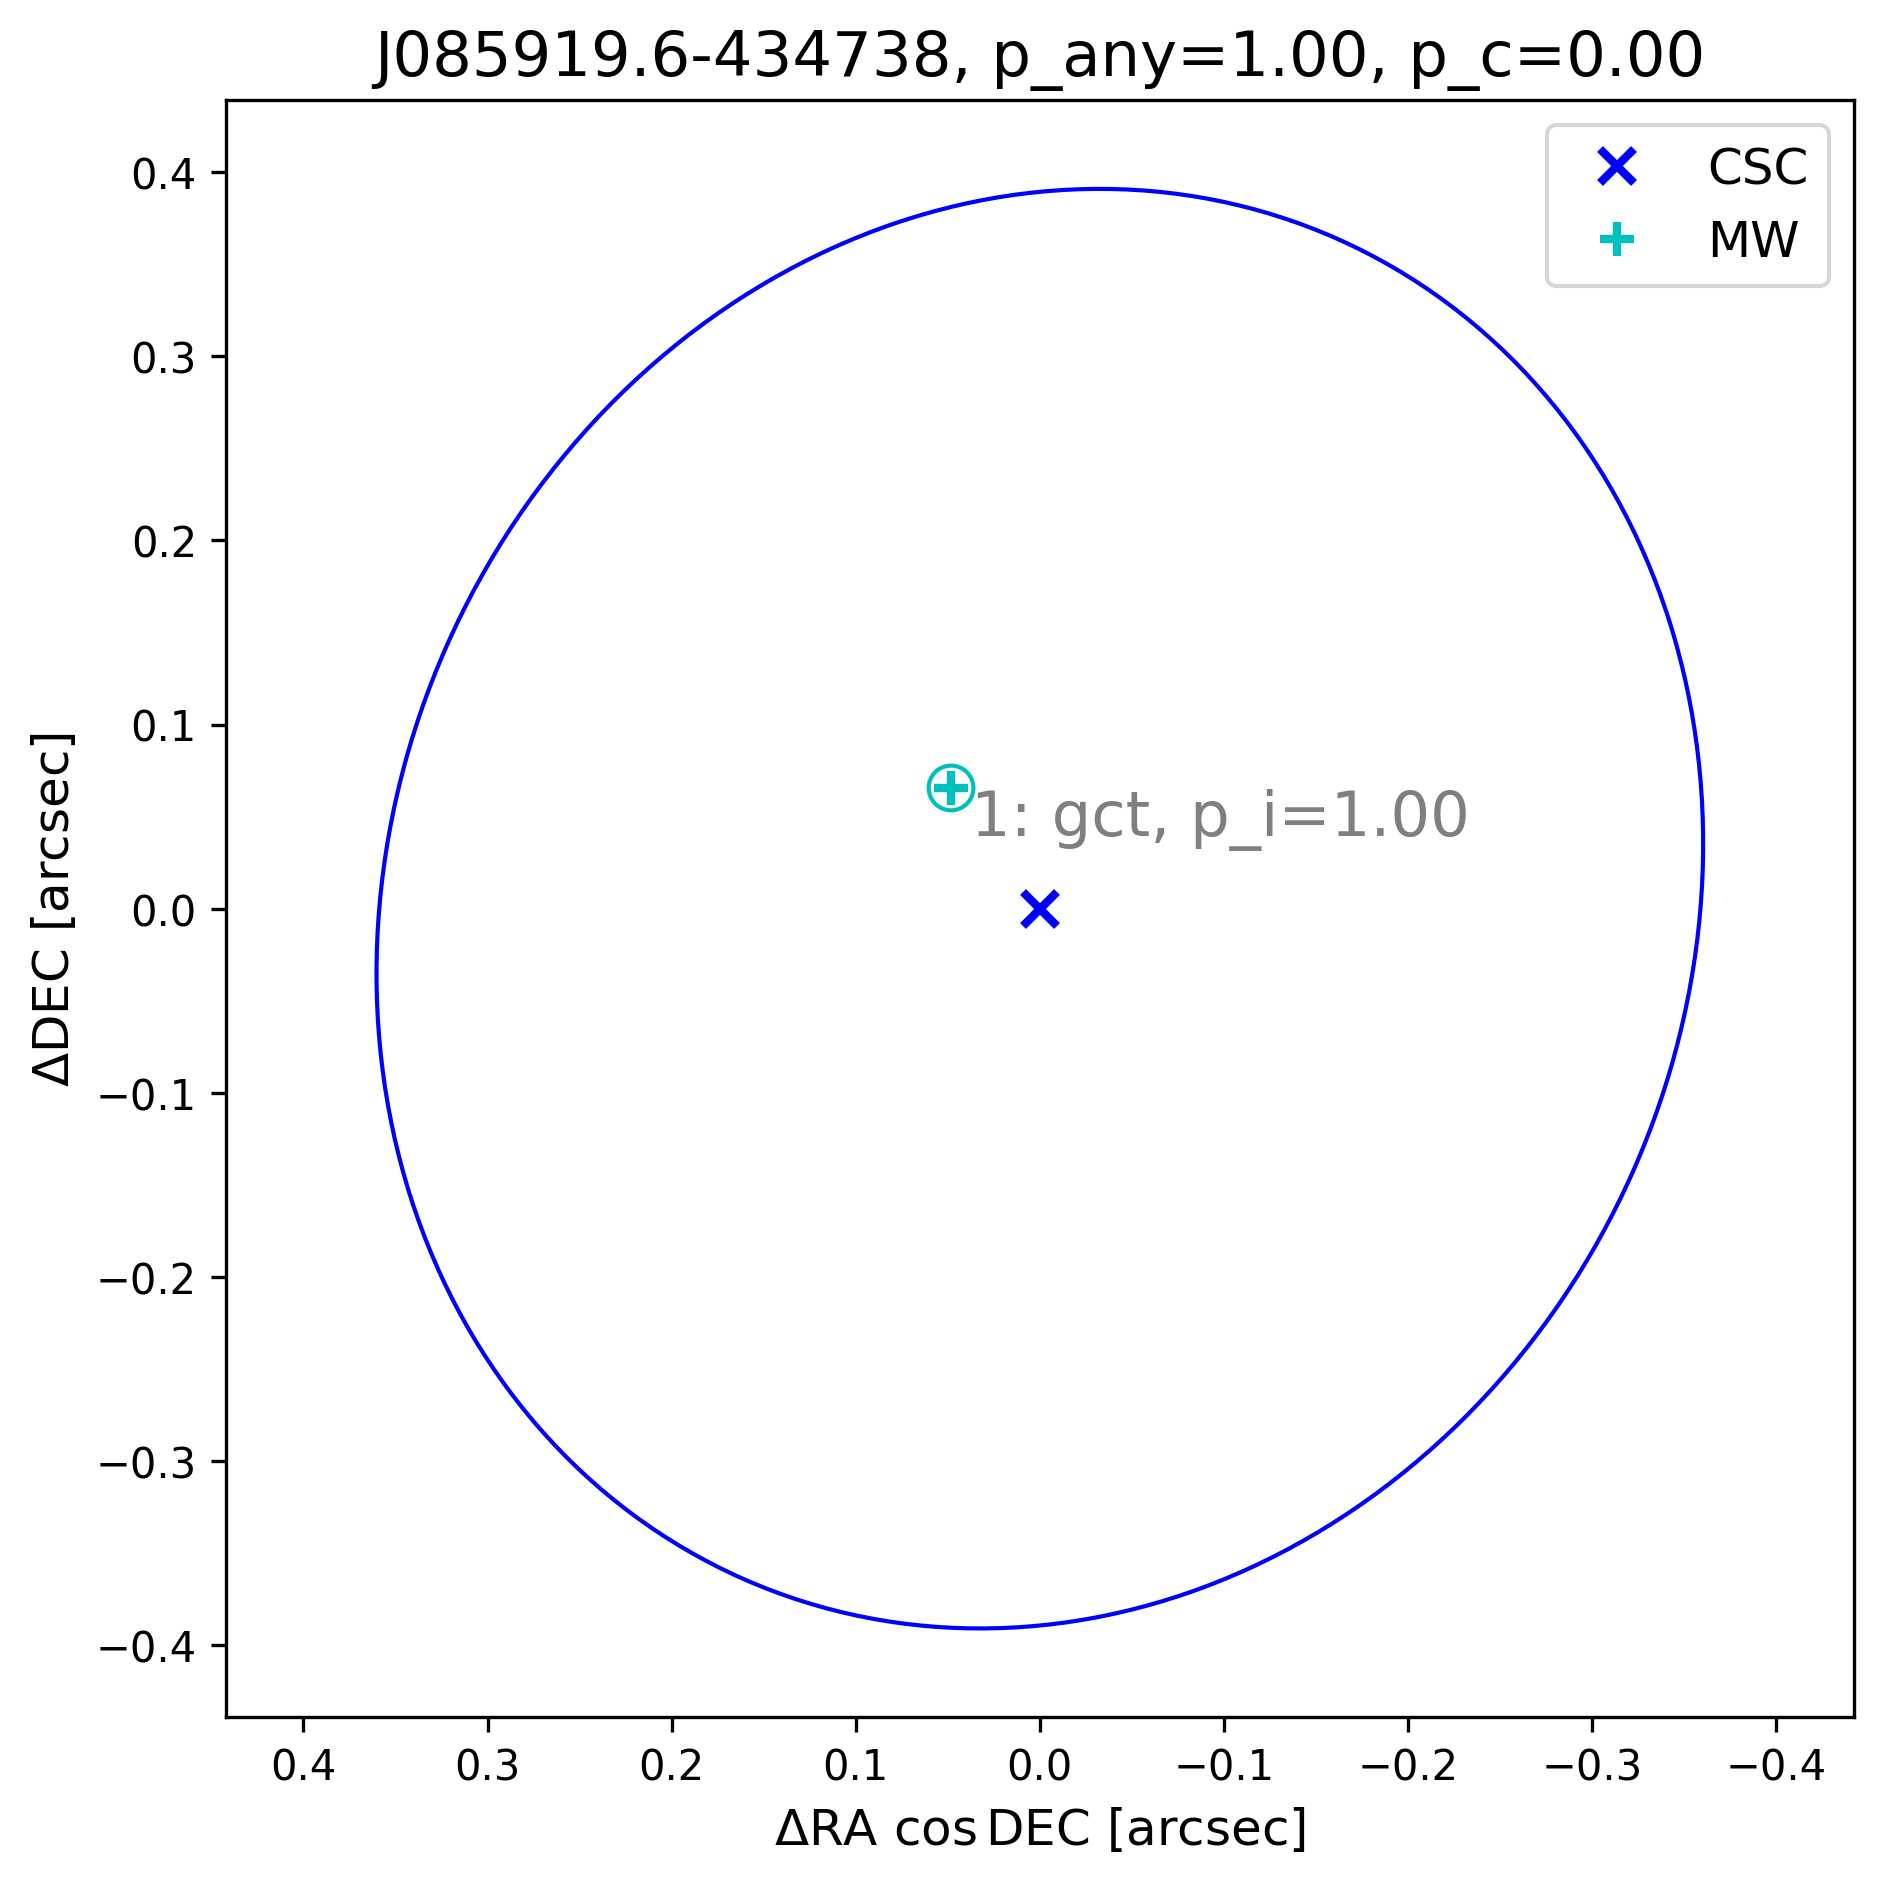 J085919.6-434738, p_any=1.00, p_c=0.00
CSC
MW
0.4
0.3
0.2
0.1
0.0
−0.1
−0.2
−0.3
−0.4
ΔDEC [arcsec]
1: gct, p_i=1.00
0.4 0.3 0.2 0.1 0.0 −0.1 −0.2 −0.3 −0.4
ΔRA cos DEC [arcsec]